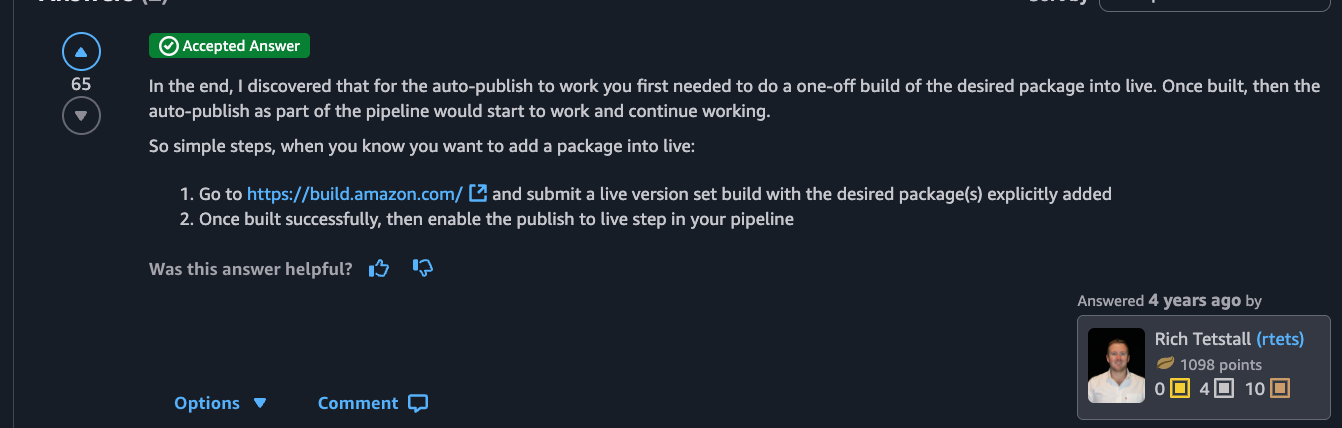 Accepted Answer
65
In the end, I discovered that for the auto-publish to work you first needed to do a one-off build of the desired package into live. Once built, then the
auto-publish as part of the pipeline would start to work and continue working.
So simple steps, when you know you want to add a package into live:
1. Go to https://build.amazon.com/ and submit a live version set build with the desired package(s) explicitly added
2. Once built successfully, then enable the publish to live step in your pipeline
Was this answer helpful?
Answered 4 years ago by
Rich Tetstall (rtets)
1098 points
0 4 10
Options Comment